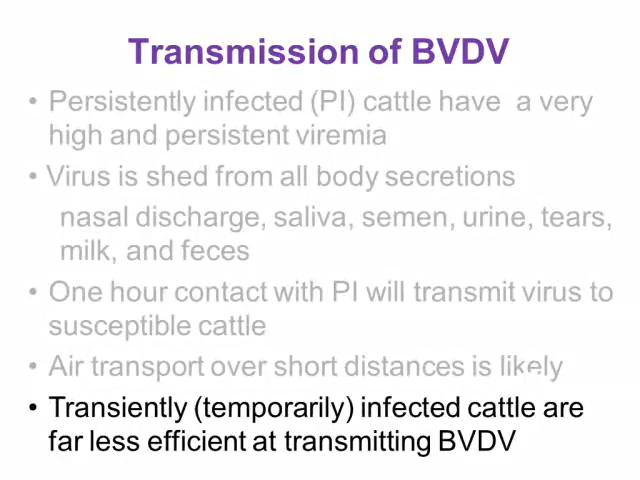 Transmission of BVDV
• Persistently infected (PI) cattle have a very
high and persistent viremia
• Virus is shed from all body secretions
nasal discharge, saliva, semen, urine, tears,
milk, and feces
• One hour contact with PI will transmit virus to
susceptible cattle
• Air transport over short distances is likely
• Transiently (temporarily) infected cattle are
far less efficient at transmitting BVDV